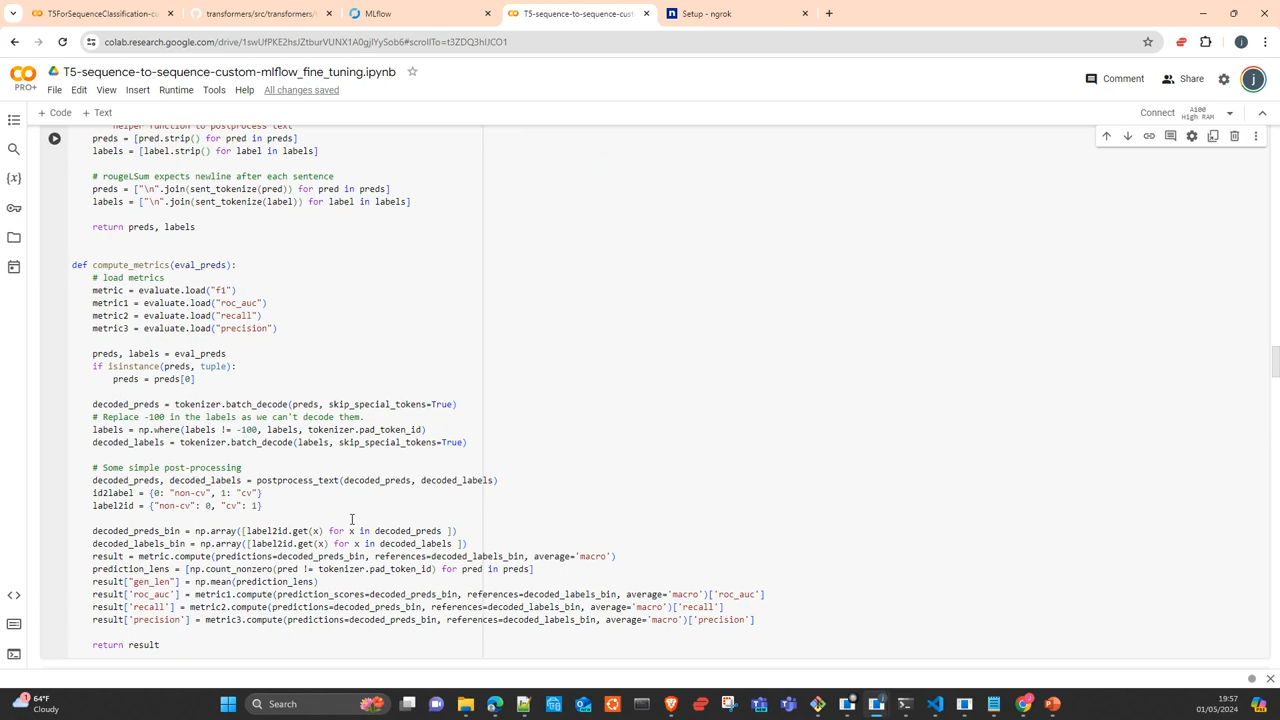 T5ForSequenceClassification-cu
transformers/src/transformers/
MLflow
T5-sequence-to-sequence-custo
Setup - ngrok
colab.research.google.com/drive/1swUfPKE2hsJZtburVUNX1A0gjIYySob6#scrollTo=t3ZDQ3hIJCO1
PRO+
T5-sequence-to-sequence-custom-mlflow_fine_tuning.ipynb
File Edit View Insert Runtime Tools Help All changes saved
Comment Share
+ Code + Text
Connect A100 High RAM
helper function to postprocess text
preds = [pred.strip() for pred in preds]
labels = [label.strip() for label in labels]
# rougeLSum expects newline after each sentence
preds = ["\n".join(sent_tokenize(pred)) for pred in preds]
labels = ["\n".join(sent_tokenize(label)) for label in labels]
return preds, labels
def compute_metrics(eval_preds):
# load metrics
metric = evaluate.load("f1")
metric1 = evaluate.load("roc_auc")
metric2 = evaluate.load("recall")
metric3 = evaluate.load("precision")
preds, labels = eval_preds
if isinstance(preds, tuple):
preds = preds[0]
decoded_preds = tokenizer.batch_decode(preds, skip_special_tokens=True)
# Replace -100 in the labels as we can't decode them.
labels = np.where(labels != -100, labels, tokenizer.pad_token_id)
decoded_labels = tokenizer.batch_decode(labels, skip_special_tokens=True)
# Some simple post-processing
decoded_preds, decoded_labels = postprocess_text(decoded_preds, decoded_labels)
id2label = {0: "non-cv", 1: "cv"}
label2id = {"non-cv": 0, "cv": 1}
decoded_preds_bin = np.array([label2id.get(x) for x in decoded_preds ])
decoded_labels_bin = np.array([label2id.get(x) for x in decoded_labels ])
result = metric.compute(predictions=decoded_preds_bin, references=decoded_labels_bin, average='macro')
prediction_lens = [np.count_nonzero(pred != tokenizer.pad_token_id) for pred in preds]
result["gen_len"] = np.mean(prediction_lens)
result['roc_auc'] = metric1.compute(prediction_scores=decoded_preds_bin, references=decoded_labels_bin, average='macro')['roc_auc']
result['recall'] = metric2.compute(predictions=decoded_preds_bin, references=decoded_labels_bin, average='macro')['recall']
result['precision'] = metric3.compute(predictions=decoded_preds_bin, references=decoded_labels_bin, average='macro')['precision']
return result
64°F
Cloudy
Search
19:57
01/05/2024